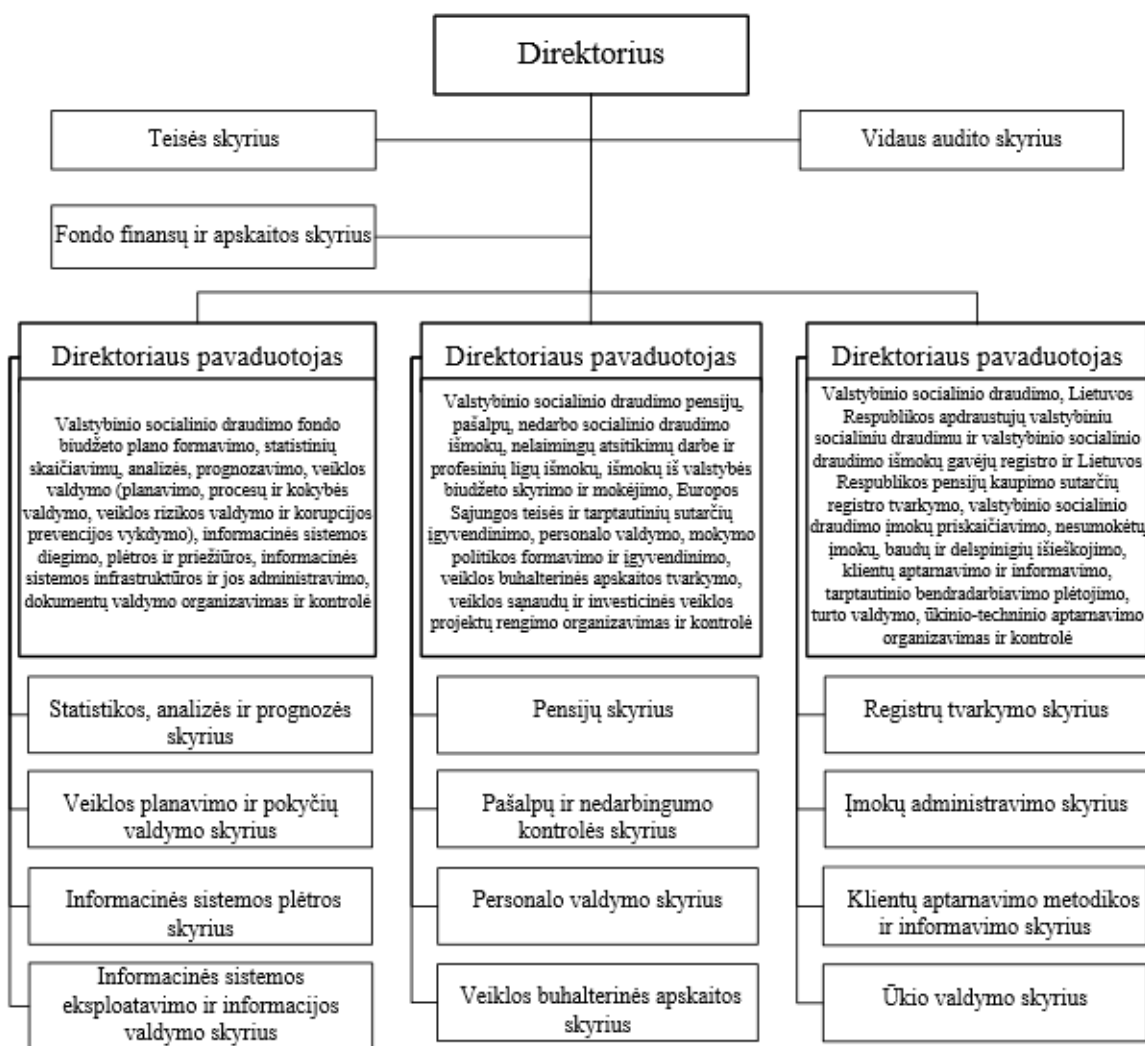 Direktorius
Teisės skyrius
Vidaus audito skyrius
Fondo finansų ir apskaitos skyrius
Direktoriaus pavaduotojas
Valstybinio socialinio draudimo fondo
biudžeto plano formavimo, statistinių
skaičiavimų, analizės, prognozavimo, veiklos
valdymo (planavimo, procesų ir kokybės
valdymo, veiklos rizikos valdymo ir korupcijos
prevencijos vykdymo), informacinės sistemos
diegimo, plėtros ir priežiūros, informacinės
sistemos infrastruktūros ir jos administravimo,
dokumentų valdymo organizavimas ir kontrolė
Statistikos, analizės ir prognozės
skyrius
Veiklos planavimo ir pokyčių
valdymo skyrius
Informacinės sistemos plėtros
skyrius
Informacinės sistemos
eksploatavimo ir informacijos
valdymo skyrius
Direktoriaus pavaduotojas
Valstybinio socialinio draudimo pensijų,
pašalpų, nedarbo socialinio draudimo
išmokų, nelaimingų atsitikimų darbe ir
profesinių ligų išmokų, išmokų iš valstybės
biudžeto skyrimo ir mokėjimo, Europos
Sąjungos teisės ir tarptautinių sutarčių
įgyvendinimo, personalo valdymo, mokymo
politikos formavimo ir įgyvendinimo,
veiklos buhalterinės apskaitos tvarkymo,
veiklos sąnaudų ir investicinės veiklos
projektų rengimo organizavimas ir kontrolė
Pensijų skyrius
Pašalpų ir nedarbingumo
kontrolės skyrius
Personalo valdymo skyrius
Veiklos buhalterinės apskaitos
skyrius
Direktoriaus pavaduotojas
Valstybinio socialinio draudimo, Lietuvos
Respublikos apdraustųjų valstybiniu
socialiniu draudimu ir valstybinio socialinio
draudimo išmokų gavėjų registro ir Lietuvos
Respublikos pensijų kaupimo sutarčių
registro tvarkymo, valstybinio socialinio
draudimo įmokų priskaičiavimo, nesumokėtų
įmokų, baudų ir delspinigių išieškojimo,
klientų aptarnavimo ir informavimo,
tarptautinio bendradarbiavimo plėtojimo,
turto valdymo, ūkinio-techninio aptarnavimo
organizavimas ir kontrolė
Registrų tvarkymo skyrius
Įmokų administravimo skyrius
Klientų aptarnavimo metodikos
ir informavimo skyrius
Ūkio valdymo skyrius